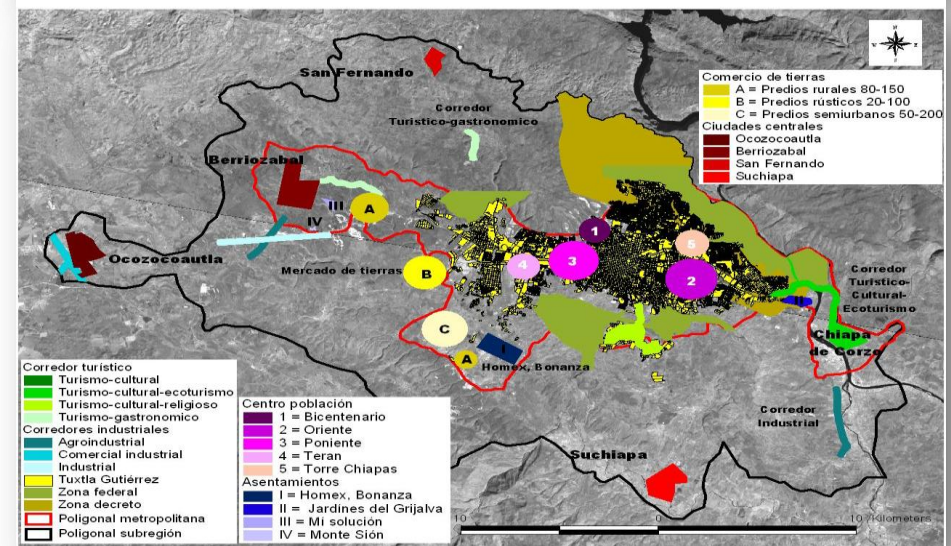 San Fernando
Corredor
Turistico-gastronomico
Berriozabal
III
IV
A
Ocozocoautla
Mercado de tierras
B
C
A
I
Homex, Bonanza
1
2
3
4
5
II
Corredor
Turistico-
Cultural-
Ecoturismo
Chiapa
de Corzo
Corredor
Industrial
Suchiapa
Comercio de tierras
A = Predios rurales 80-150
B = Predios rústicos 20-100
C = Predios semiurbanos 50-200
Ciudades centrales
Ocozocoautla
Berriozabal
San Fernando
Suchiapa
Corredor turístico
Turismo-cultural
Turismo-cultural-ecoturismo
Turismo-cultural-religioso
Turismo-gastronomico
Corredores industriales
Agroindustrial
Comercial industrial
Industrial
Tuxtla Gutiérrez
Zona federal
Zona decreto
Poligonal metropolitana
Poligonal subregión
Centro población
1 = Bicentenario
2 = Oriente
3 = Poniente
4 = Teran
5 = Torre Chiapas
Asentamientos
I = Homex, Bonanza
II = Jardines del Grijalva
III = Mi solución
IV = Monte Sión
10 0 10 Kilometers